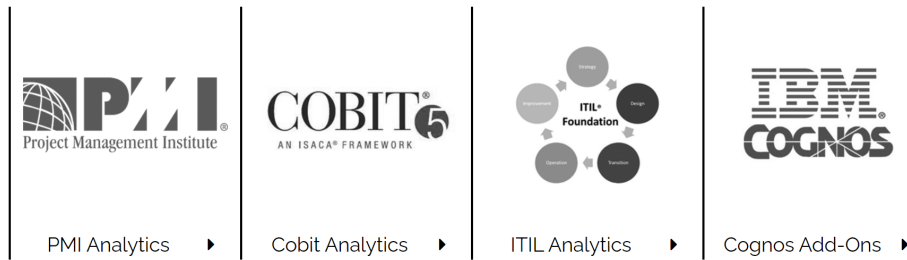 PMI®
Project Management Institute
PMI Analytics
COBIT®5
AN ISACA® FRAMEWORK
Cobit Analytics
Strategy
Improvement
ITIL®
Foundation
Design
Operation
Transition
ITIL Analytics
IBM®
COGNOS
Cognos Add-Ons